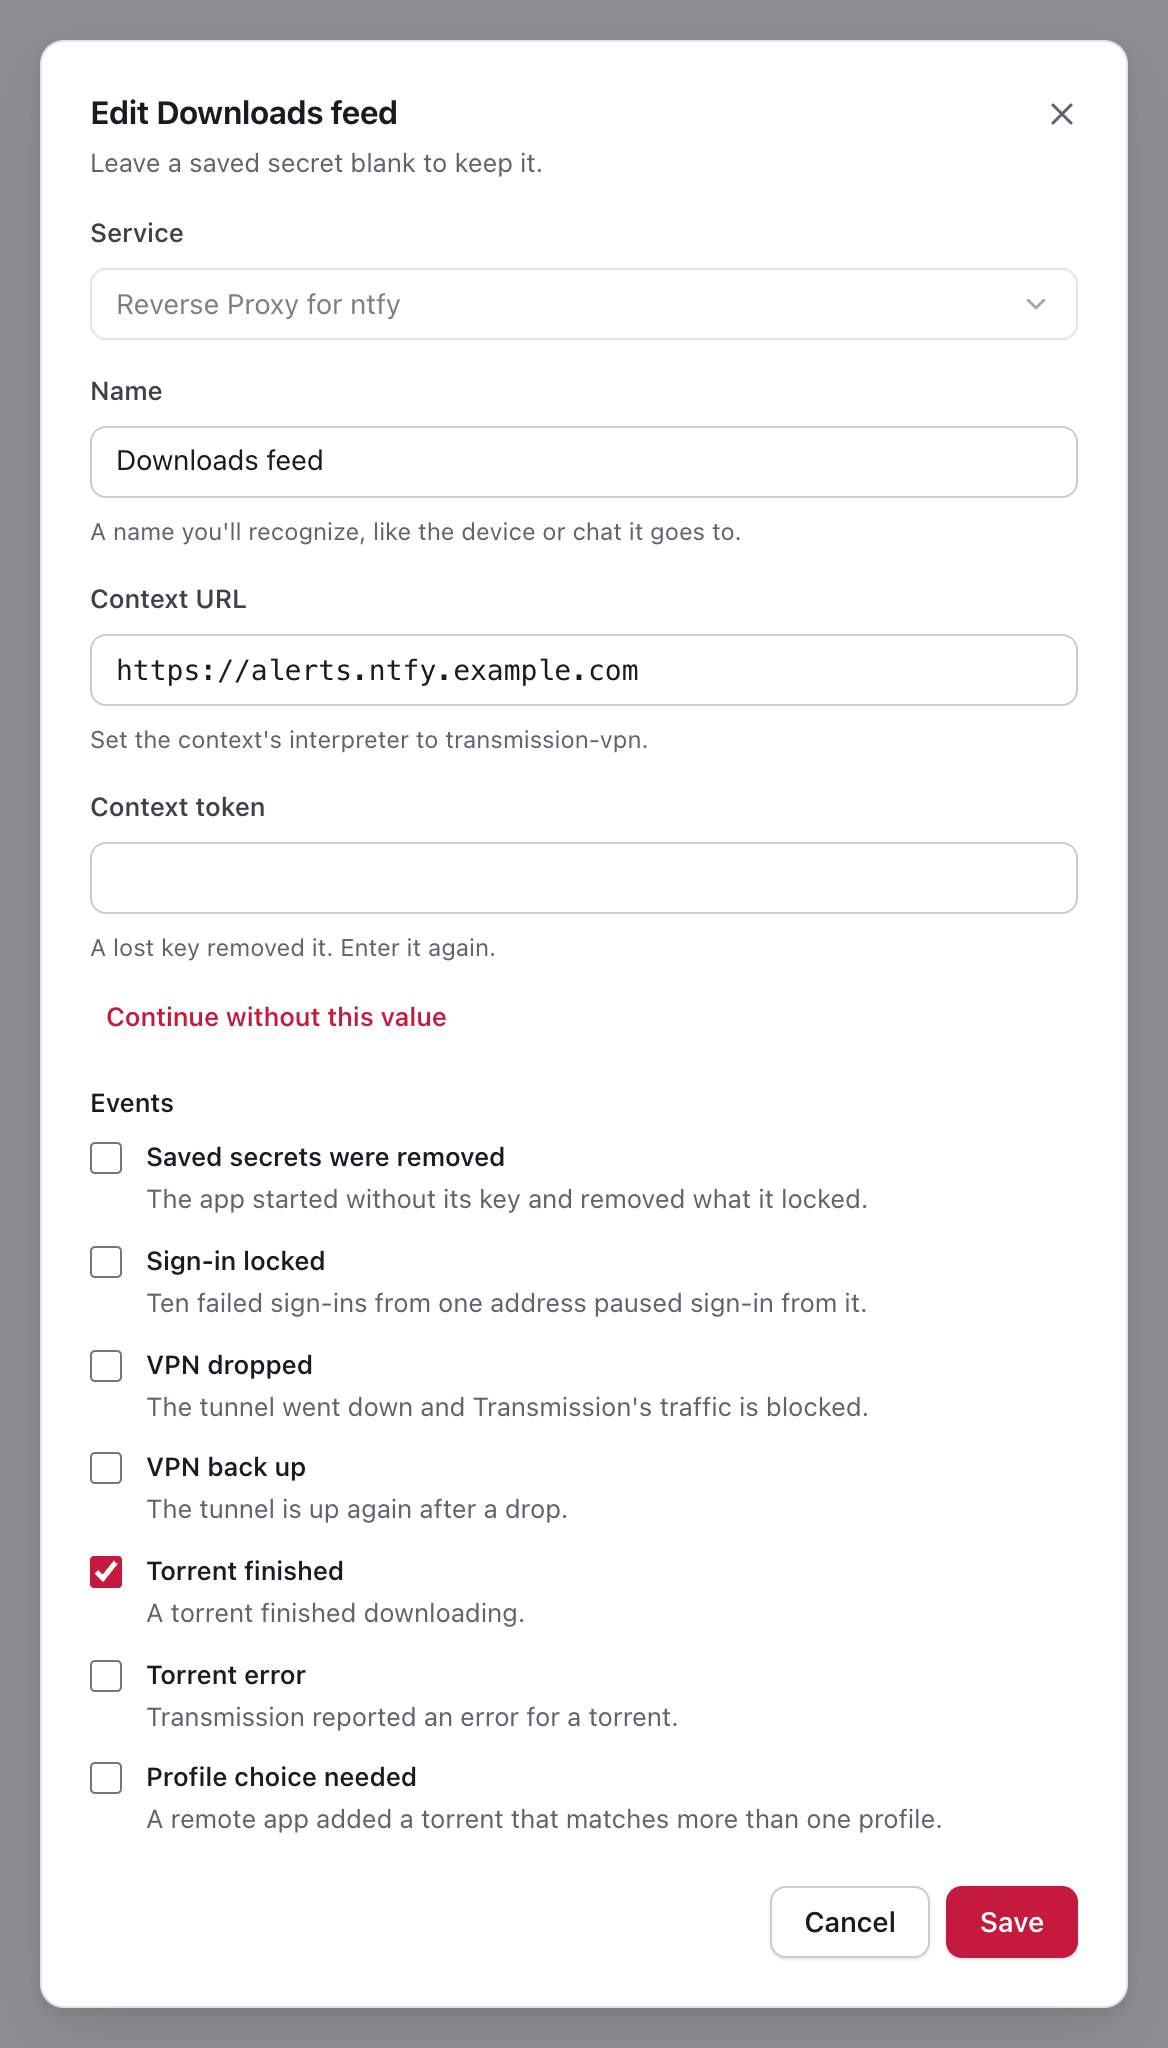 Edit Downloads feed
Leave a saved secret blank to keep it.
Service
Reverse Proxy for ntfy
Name
Downloads feed
A name you'll recognize, like the device or chat it goes to.
Context URL
https://alerts.ntfy.example.com
Set the context's interpreter to transmission-vpn.
Context token
A lost key removed it. Enter it again.
Continue without this value
Events
Saved secrets were removed
The app started without its key and removed what it locked.
Sign-in locked
Ten failed sign-ins from one address paused sign-in from it.
VPN dropped
The tunnel went down and Transmission's traffic is blocked.
VPN back up
The tunnel is up again after a drop.
Torrent finished
A torrent finished downloading.
Torrent error
Transmission reported an error for a torrent.
Profile choice needed
A remote app added a torrent that matches more than one profile.
Cancel
Save